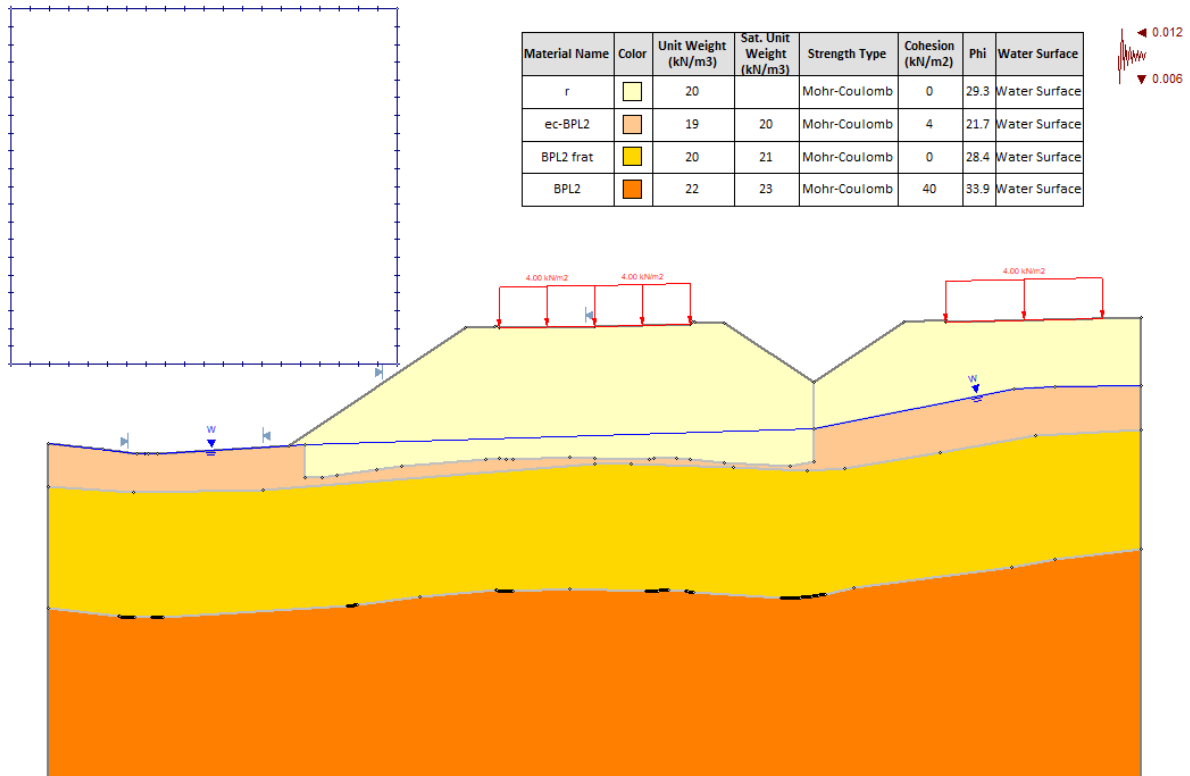 Material Name Color Unit Weight (kN/m3) Sat. Unit Weight (kN/m3) Strength Type Cohesion (kN/m2) Phi Water Surface
r 20 Mohr-Coulomb 0 29.3 Water Surface
ec-BPL2 19 20 Mohr-Coulomb 4 21.7 Water Surface
BPL2 frat 20 21 Mohr-Coulomb 0 28.4 Water Surface
BPL2 22 23 Mohr-Coulomb 40 33.9 Water Surface
0.012
0.006
4.00 kN/m2 4.00 kN/m2
4.00 kN/m2
W
W